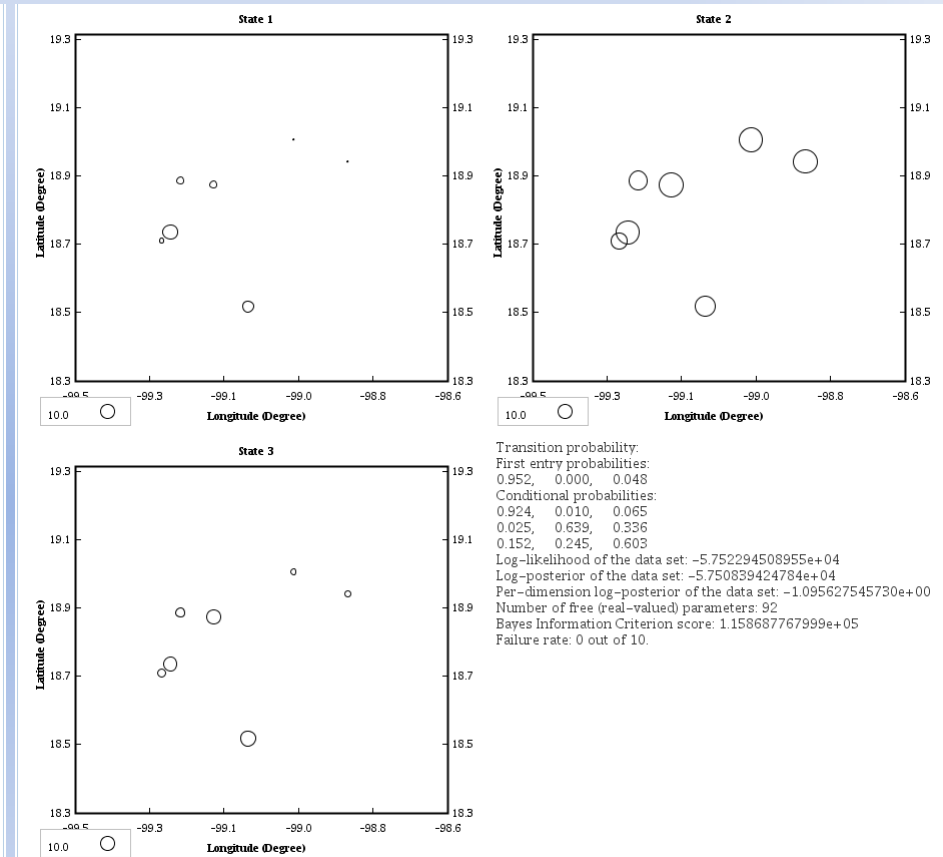 State 1
19.3
19.3
19.1
19.1
18.9
18.9
18.7
18.7
18.5
18.5
18.3
18.3
Latitude (Degree)
-99.5 -99.3 -99.1 -99.0 -98.8 -98.6
10.0
Longitude (Degree)
State 2
19.3
19.3
19.1
19.1
18.9
18.9
18.7
18.7
18.5
18.5
18.3
18.3
Latitude (Degree)
-99.5 -99.3 -99.1 -99.0 -98.8 -98.6
10.0
Longitude (Degree)
State 3
19.3
19.3
19.1
19.1
18.9
18.9
18.7
18.7
18.5
18.5
18.3
18.3
Latitude (Degree)
-99.5 -99.3 -99.1 -99.0 -98.8 -98.6
10.0
Longitude (Degree)
Transition probability:
First entry probabilities:
0.952, 0.000, 0.048
Conditional probabilities:
0.924, 0.010, 0.065
0.025, 0.639, 0.336
0.152, 0.245, 0.603
Log-likelihood of the data set: -5.752294508955e+04
Log-posterior of the data set: -5.750839424784e+04
Per-dimension log-posterior of the data set: -1.095627545730e+00
Number of free (real-valued) parameters: 92
Bayes Information Criterion score: 1.158687767999e+05
Failure rate: 0 out of 10.